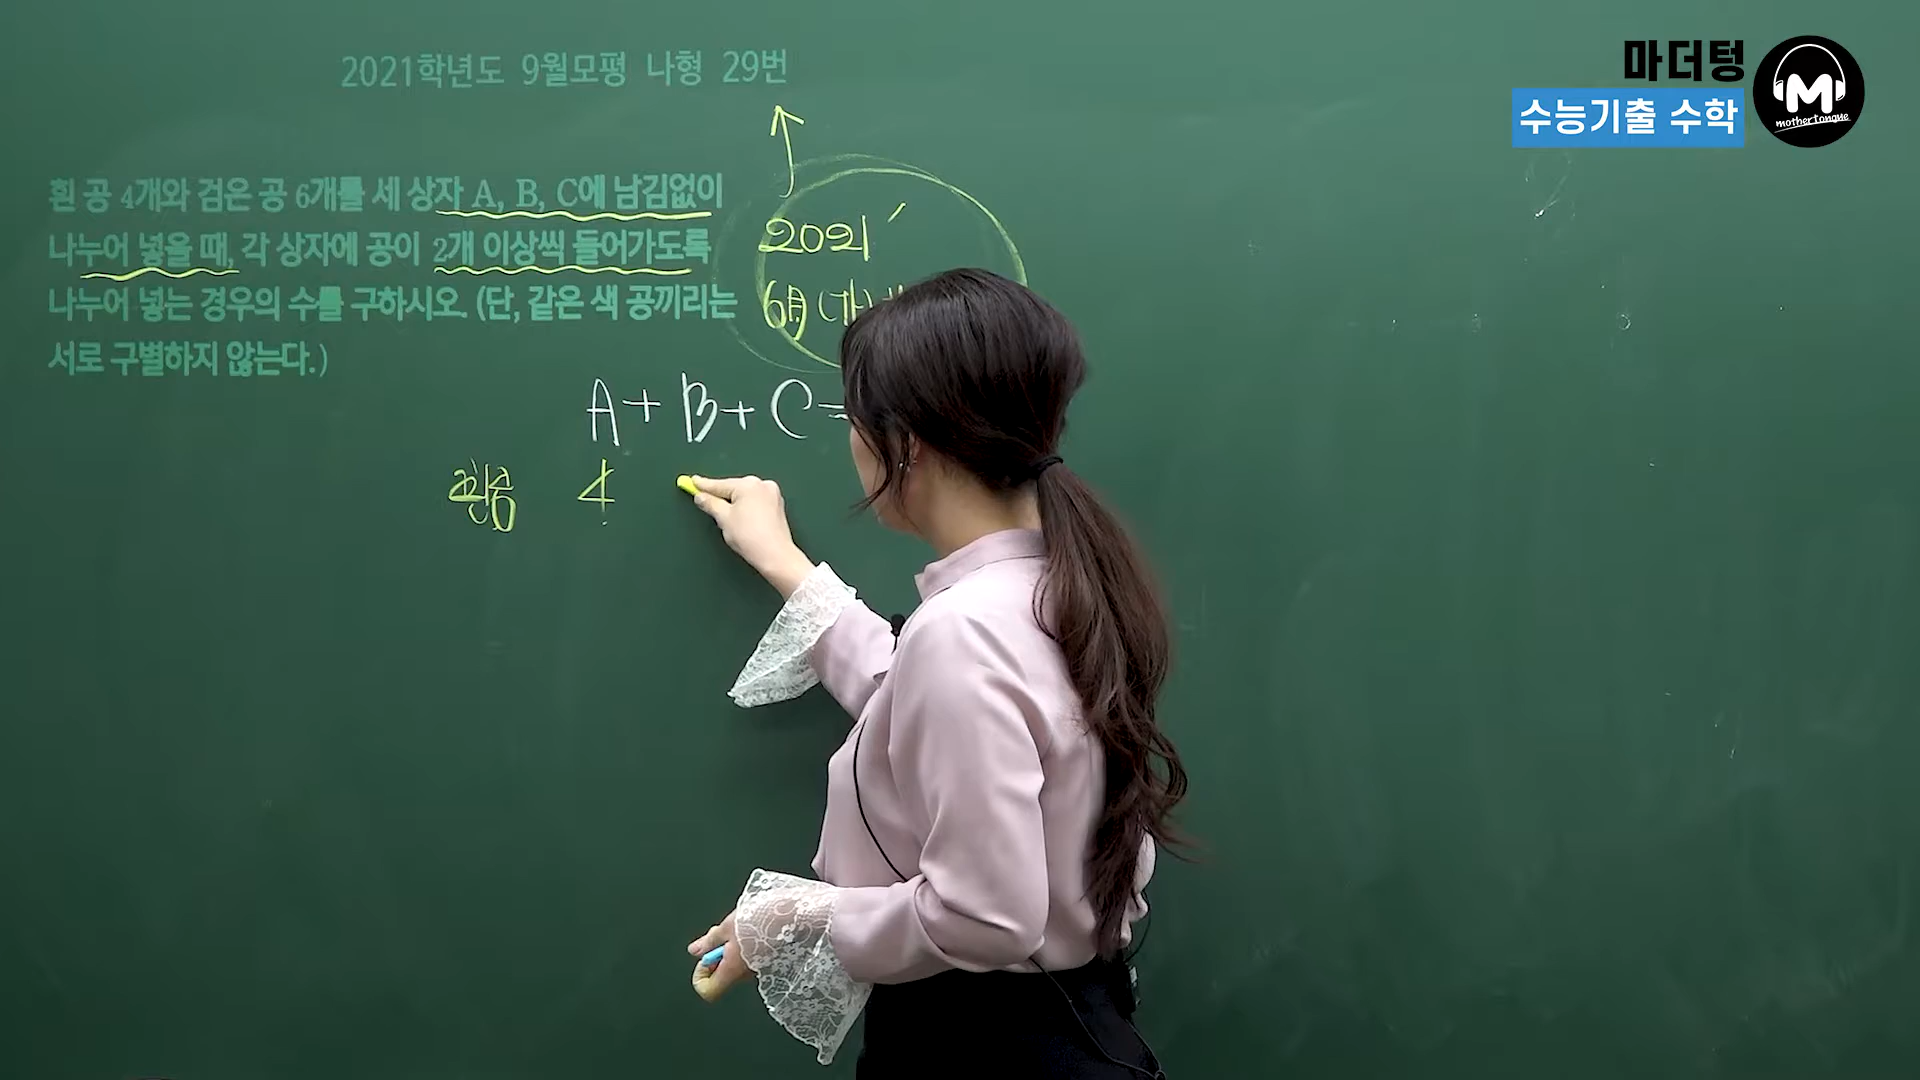 2021학년도 9월모평 나형 29번
마더텅
수능기출 수학
M
mothertongue
흰 공 4개와 검은 공 6개를 세 상자 A, B, C에 남김없이
나누어 넣을 때, 각 상자에 공이 2개 이상씩 들어가도록
나누어 넣는 경우의 수를 구하시오. (단, 같은 색 공끼리는
서로 구별하지 않는다.)
2021'
6月 (가)
A + B + C =
흰공 4